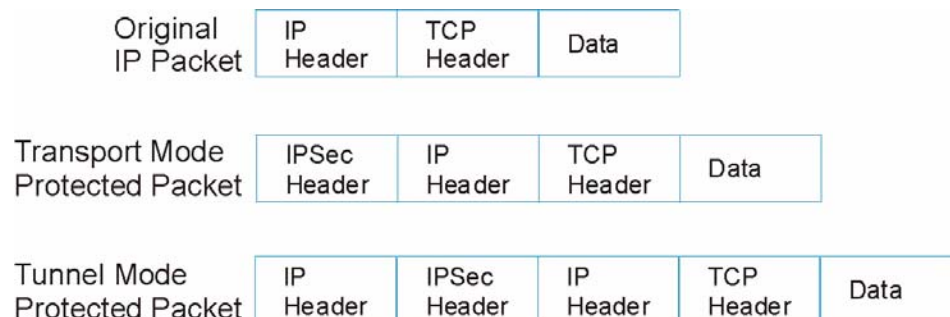 Original
IP Packet
IP
Header
TCP
Header
Data
Transport Mode
Protected Packet
IPSec
Header
IP
Header
TCP
Header
Data
Tunnel Mode
Protected Packet
IP
Header
IPSec
Header
IP
Header
TCP
Header
Data